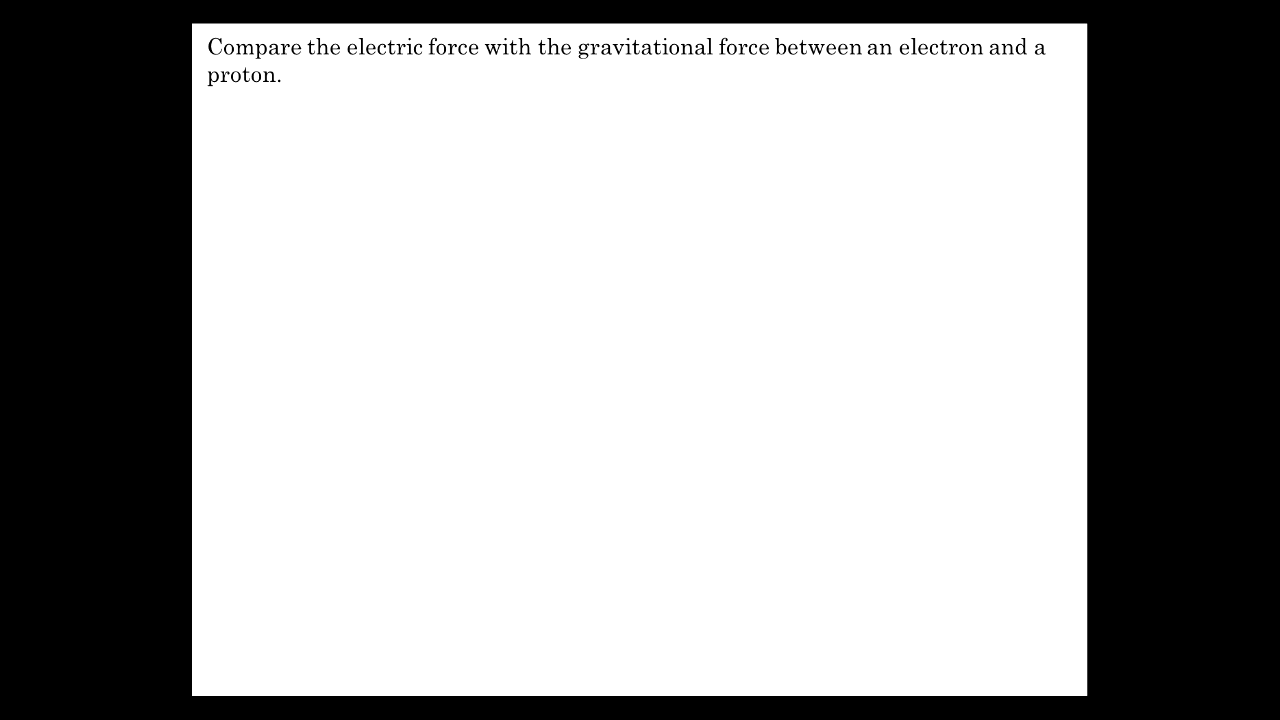 Compare the electric force with the gravitational force between an electron and a
proton.